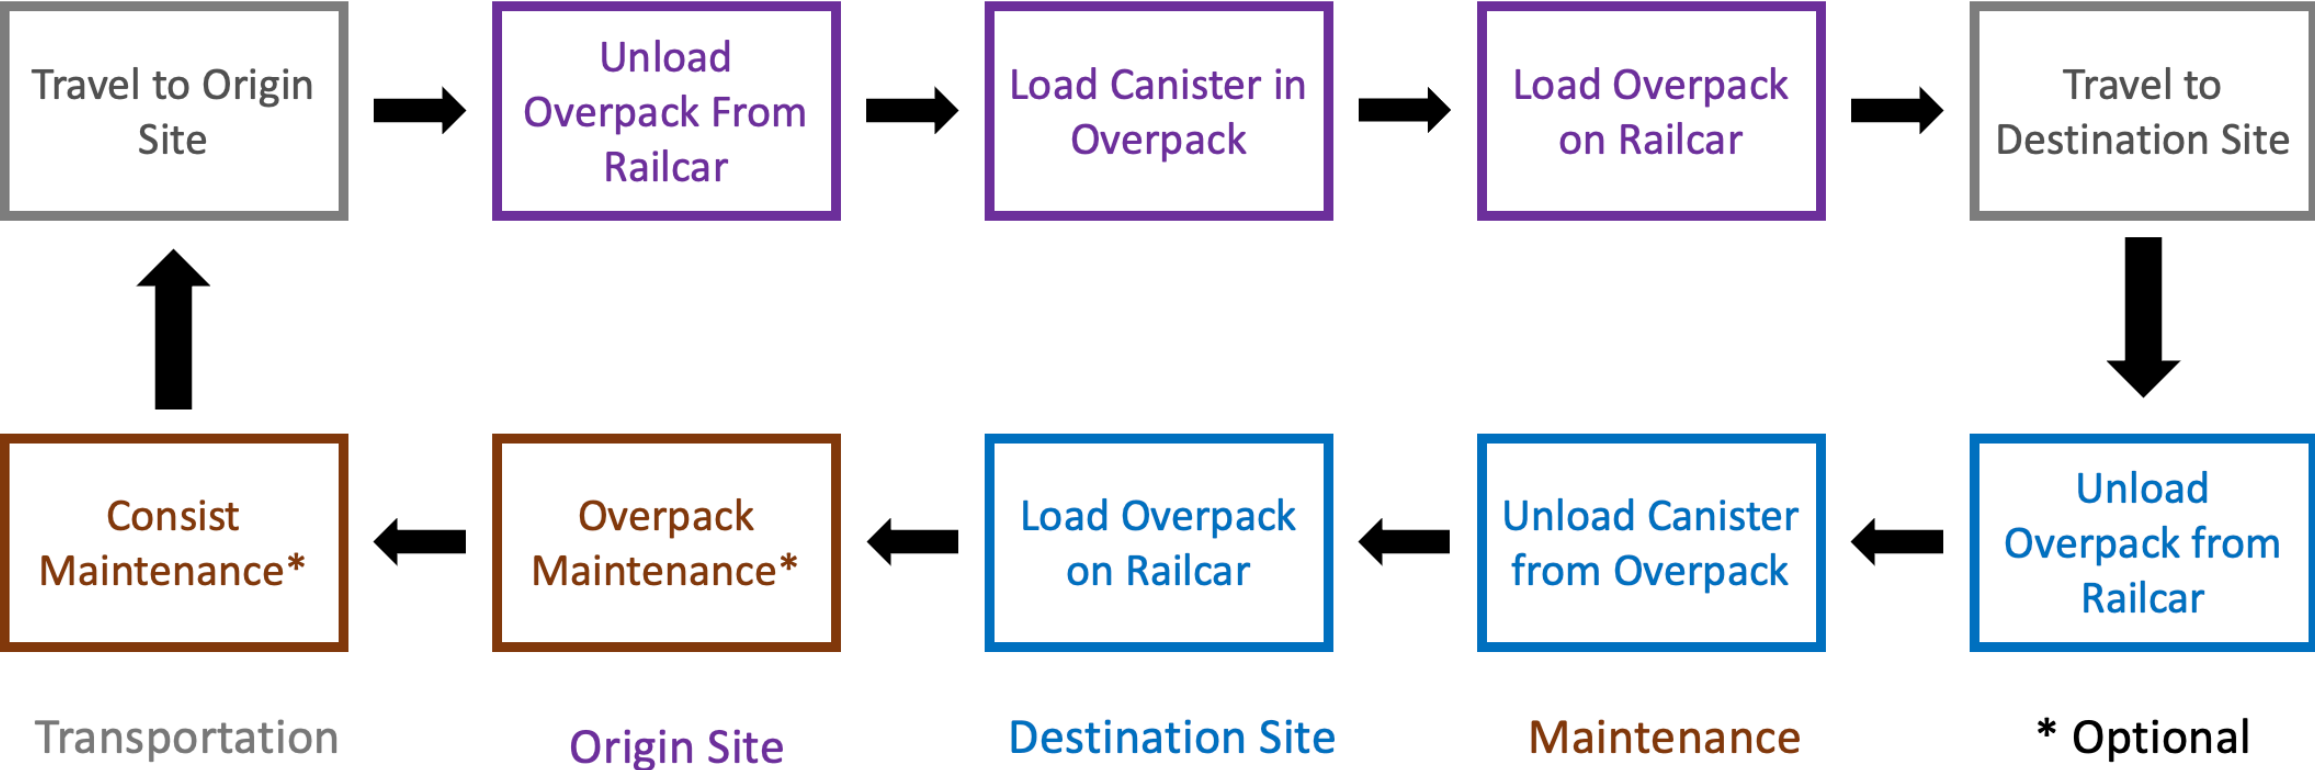 Travel to Origin
Site
Unload
Overpack From
Railcar
Load Canister in
Overpack
Load Overpack
on Railcar
Travel to
Destination Site
Consist
Maintenance*
Overpack
Maintenance*
Load Overpack
on Railcar
Unload Canister
from Overpack
Unload
Overpack from
Railcar
Transportation
Origin Site
Destination Site
Maintenance
* Optional